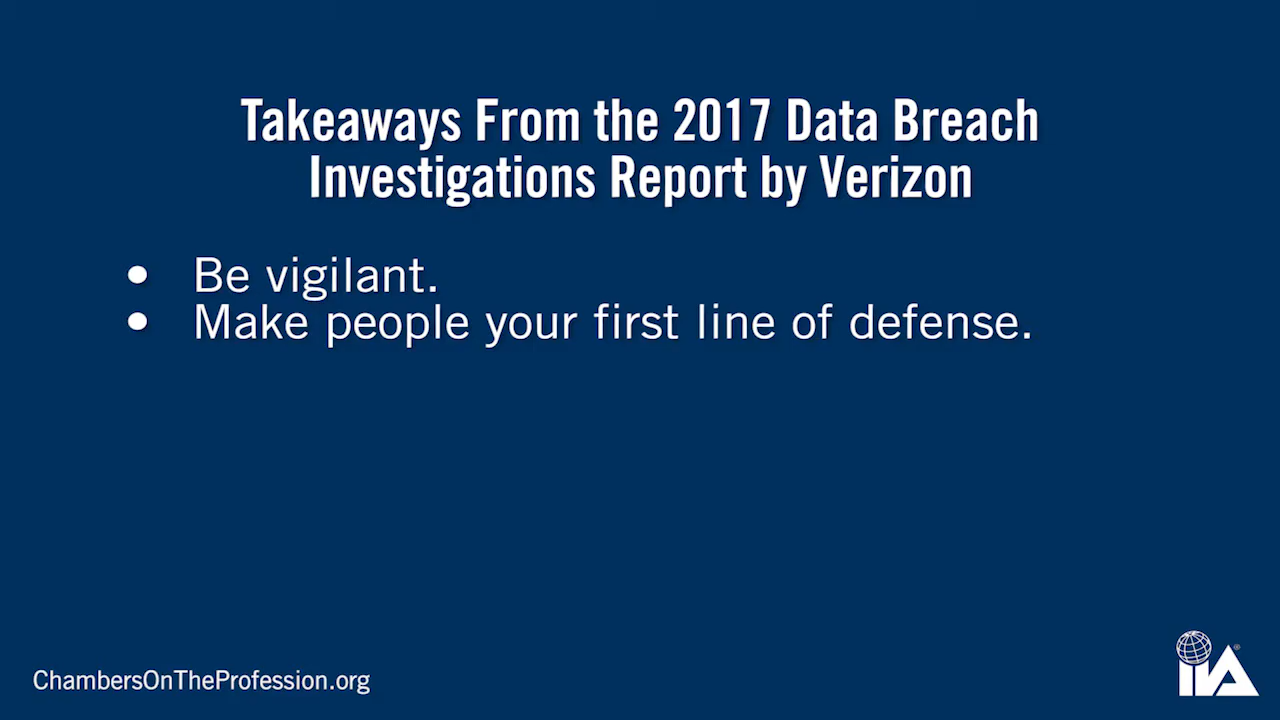 Takeaways From the 2017 Data Breach
Investigations Report by Verizon
• Be vigilant.
• Make people your first line of defense.
ChambersOnTheProfession.org
IIA®